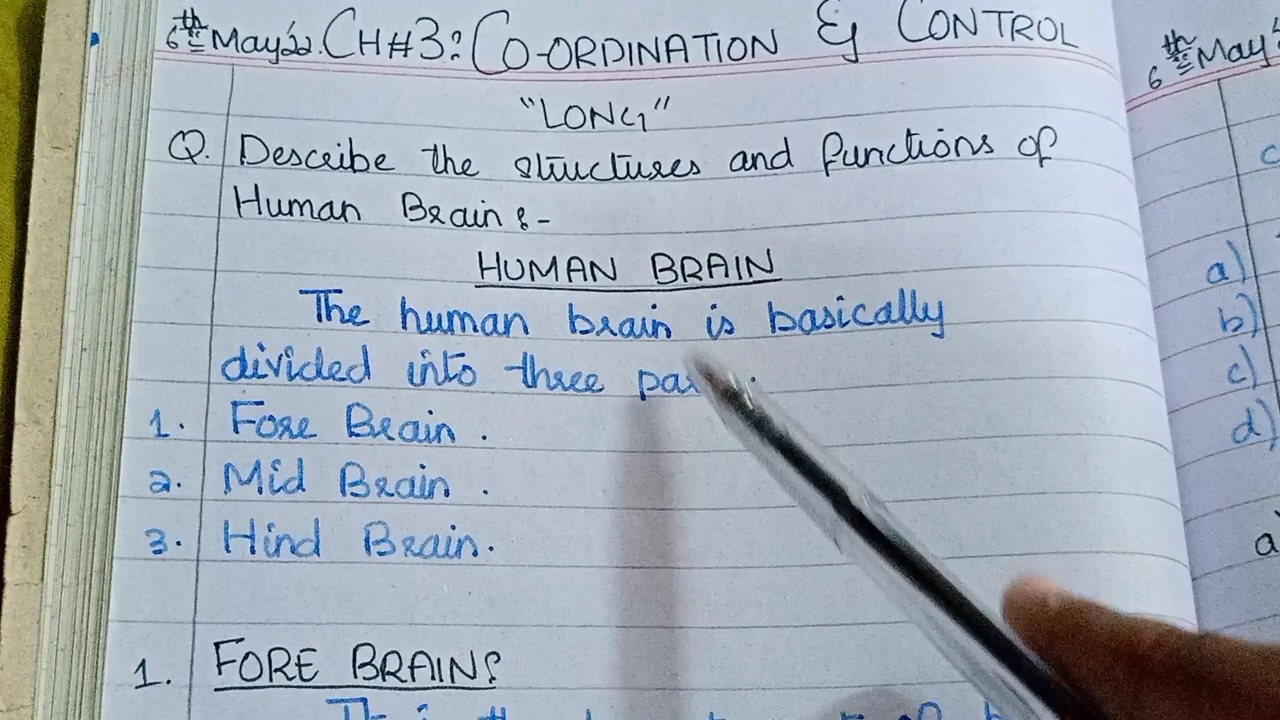 6th May'22. CH#3: CO-ORDINATION & CONTROL
"LONG"
Q. Describe the structures and functions of
Human Brain :-
HUMAN BRAIN
The human brain is basically
divided into three
1. Fore Brain.
2. Mid Brain.
3. Hind Brain.
1. FORE BRAIN:
6th May
a)
b)
c)
d)
a